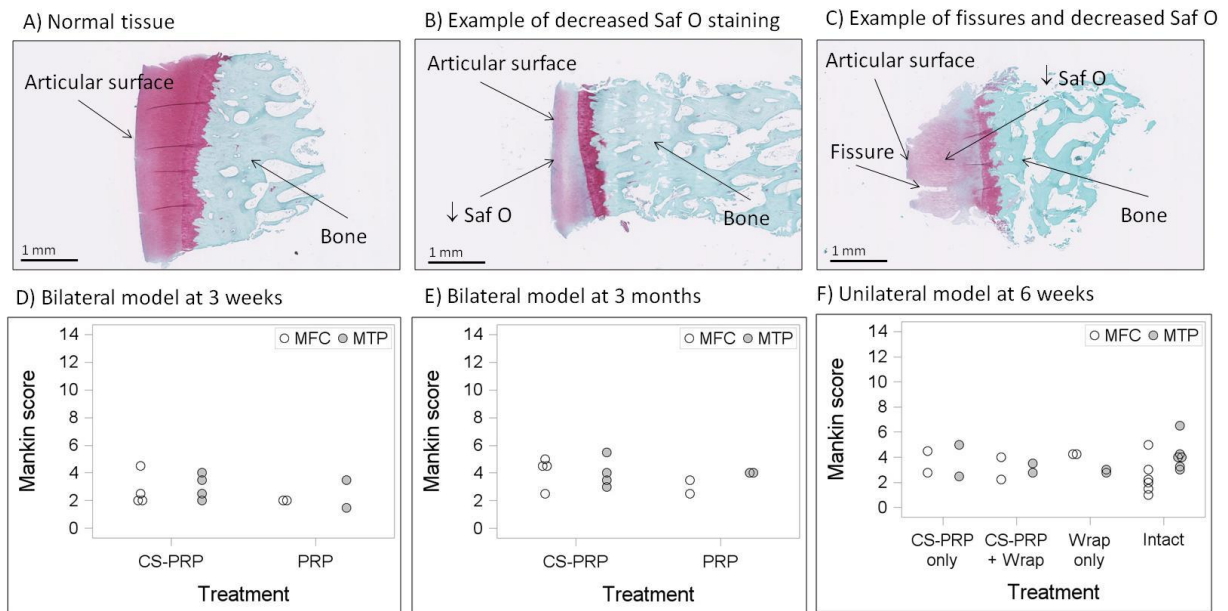 A) Normal tissue
Articular surface
Bone
1 mm
B) Example of decreased Saf O staining
Articular surface
↓ Saf O
Bone
1 mm
C) Example of fissures and decreased Saf O
Articular surface
↓ Saf O
Fissure
Bone
1 mm
D) Bilateral model at 3 weeks
MFC MTP
Mankin score
14
12
10
8
6
4
2
0
CS-PRP PRP
Treatment
E) Bilateral model at 3 months
MFC MTP
Mankin score
14
12
10
8
6
4
2
0
CS-PRP PRP
Treatment
F) Unilateral model at 6 weeks
MFC MTP
Mankin score
14
12
10
8
6
4
2
0
CS-PRP only
CS-PRP + Wrap
Wrap only
Intact
Treatment